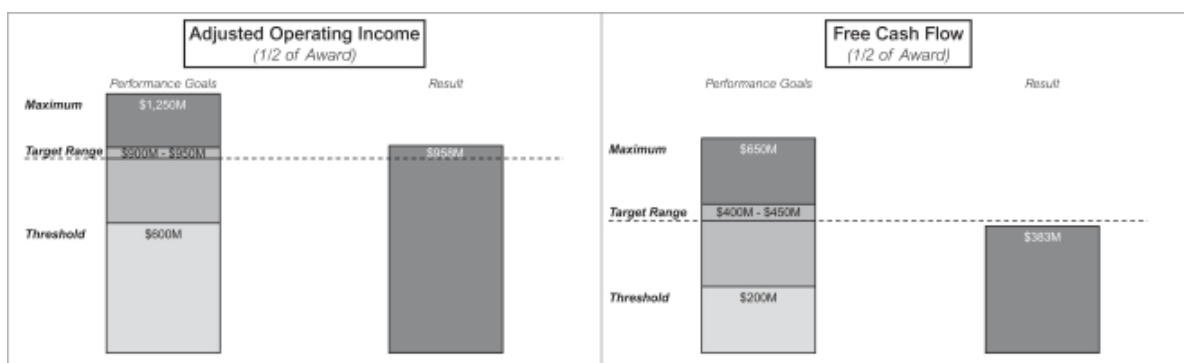 Adjusted Operating Income
(1/2 of Award)
Performance Goals
Result
Maximum
$1,250M
Target Range
$900M - $950M
$958M
Threshold
$600M
Free Cash Flow
(1/2 of Award)
Performance Goals
Result
Maximum
$650M
Target Range
$400M - $450M
$383M
Threshold
$200M